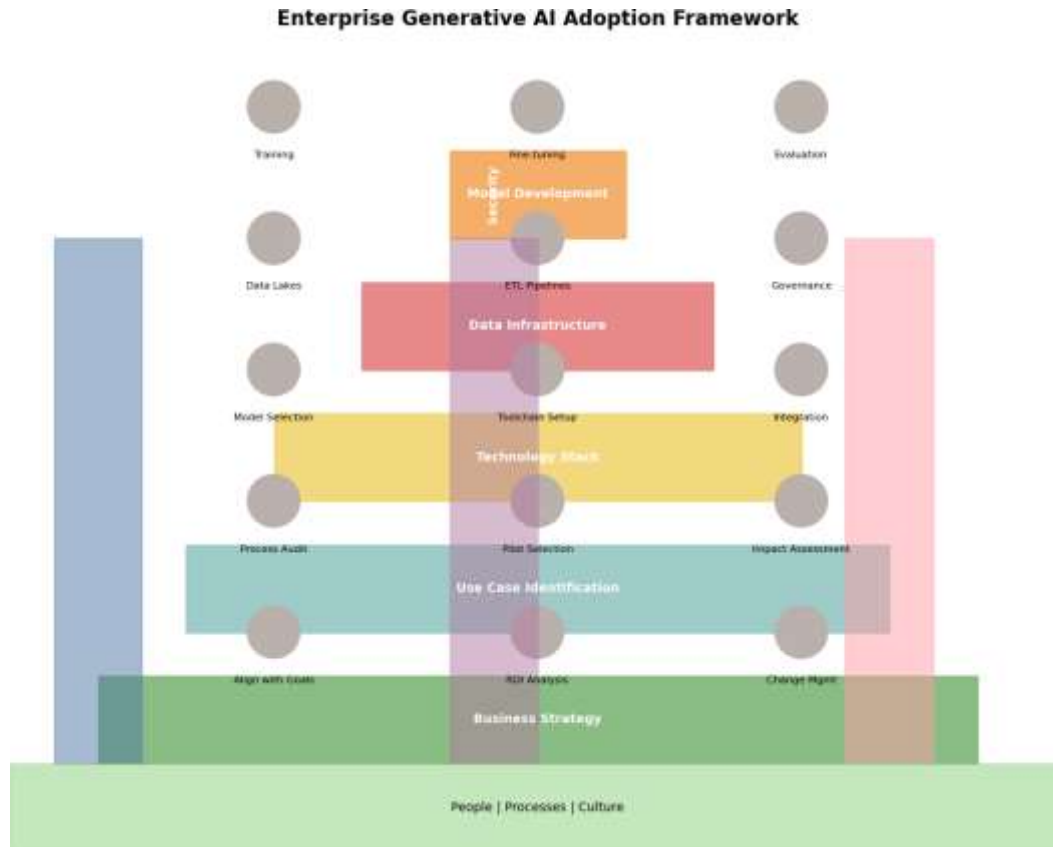 Enterprise Generative AI Adoption Framework
Training
Fine-tuning
Evaluation
Security
Model Development
Data Lakes
ETL Pipelines
Governance
Data Infrastructure
Model Selection
Toolchain Setup
Integration
Technology Stack
Process Audit
Pilot Selection
Impact Assessment
Use Case Identification
Align with Goals
ROI Analysis
Change Mgmt
Business Strategy
People | Processes | Culture